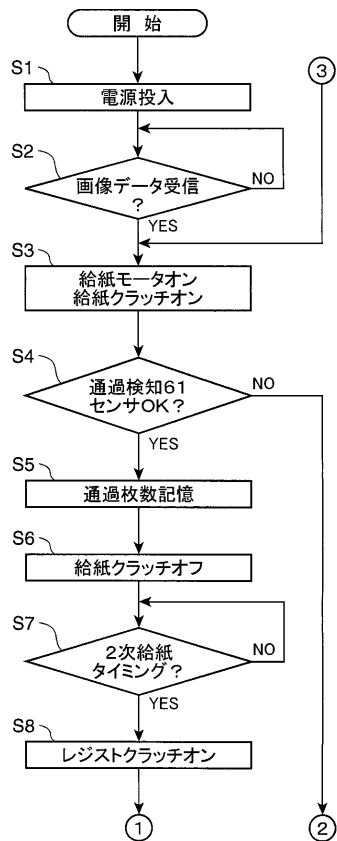 開始
S1
電源投入
③
S2
画像データ受信
?
NO
YES
S3
給紙モータオン
給紙クラッチオン
S4
通過検知61
センサOK?
NO
YES
S5
通過枚数記憶
S6
給紙クラッチオフ
S7
2次給紙
タイミング?
NO
YES
S8
レジストクラッチオン
①
②